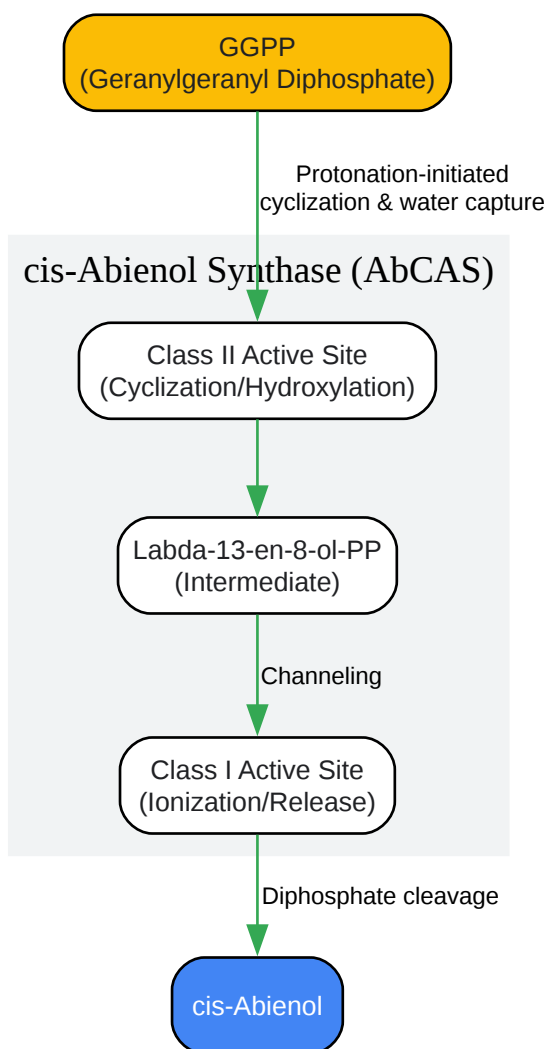 GGPP
(Geranylgeranyl Diphosphate)
Protonation-initiated
cyclization & water capture
cis-Abienol Synthase (AbCAS)
Class II Active Site
(Cyclization/Hydroxylation)
Labda-13-en-8-ol-PP
(Intermediate)
Channeling
Class I Active Site
(Ionization/Release)
Diphosphate cleavage
cis-Abienol